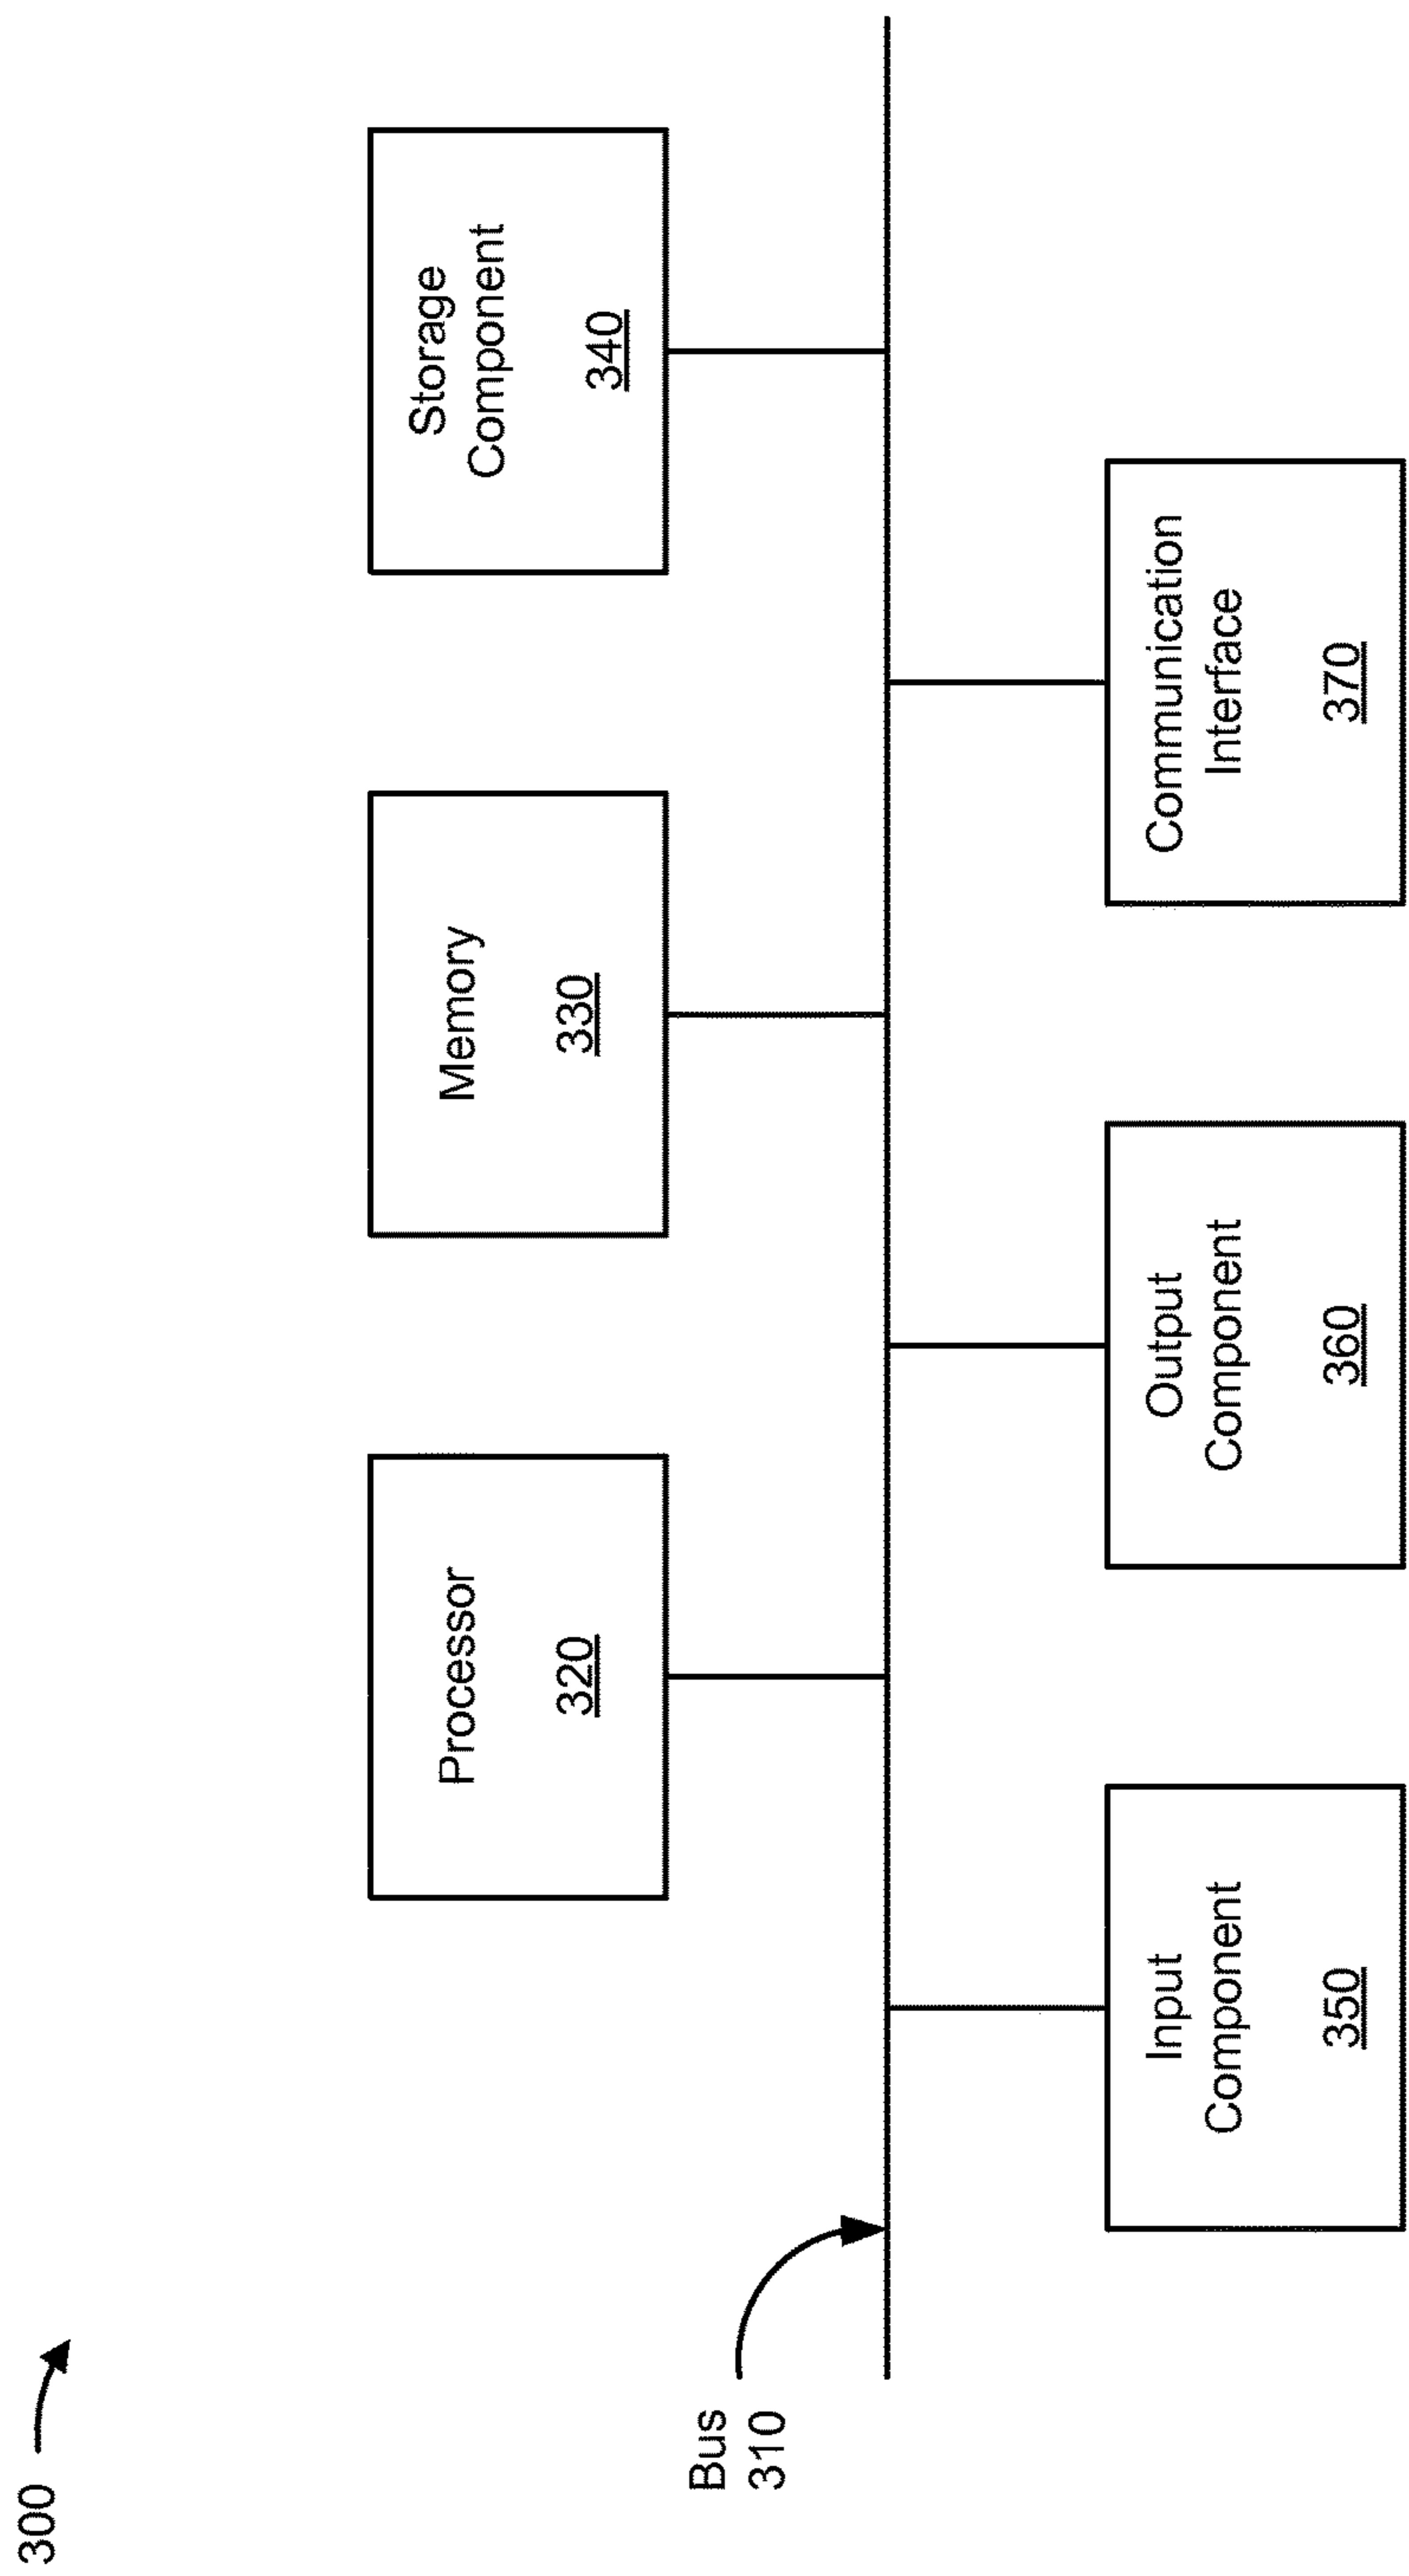 300
Processor
320
Memory
330
Storage
Component
340
Bus
310
Input
Component
350
Output
Component
360
Communication
Interface
370